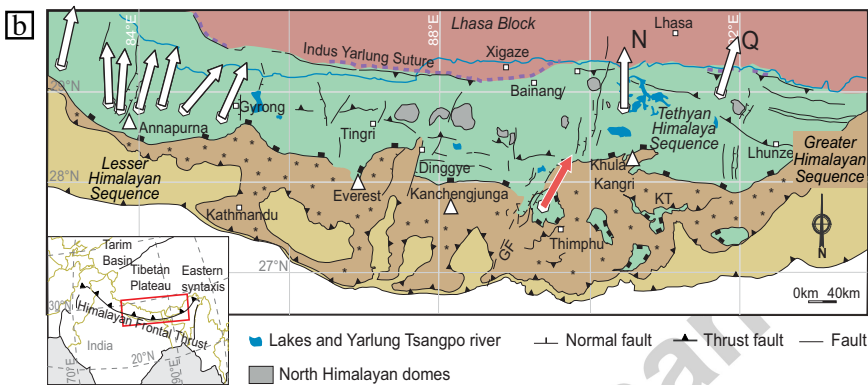 b
84°E
88°E
92°E
Lhasa Block
Lhasa
Indus Yarlung Suture
Xigaze
N
Q
29°N
Bainang
Gyrong
Annapurna
Tingri
Tethyan
Himalaya
Sequence
Lhunze
Greater
Himalayan
Sequence
Lesser
Himalayan
Sequence
Dinggye
Khula
Kangri
28°N
Everest
Kanchengjunga
KT
Kathmandu
GF
Thimphu
N
27°N
0km 40km
Tarim
Basin
Tibetan
Plateau
Eastern
syntaxis
30°N
Himalayan Frontal Thrust
India
20°N
70°E
90°E
Lakes and Yarlung Tsangpo river
Normal fault
Thrust fault
Fault
North Himalayan domes